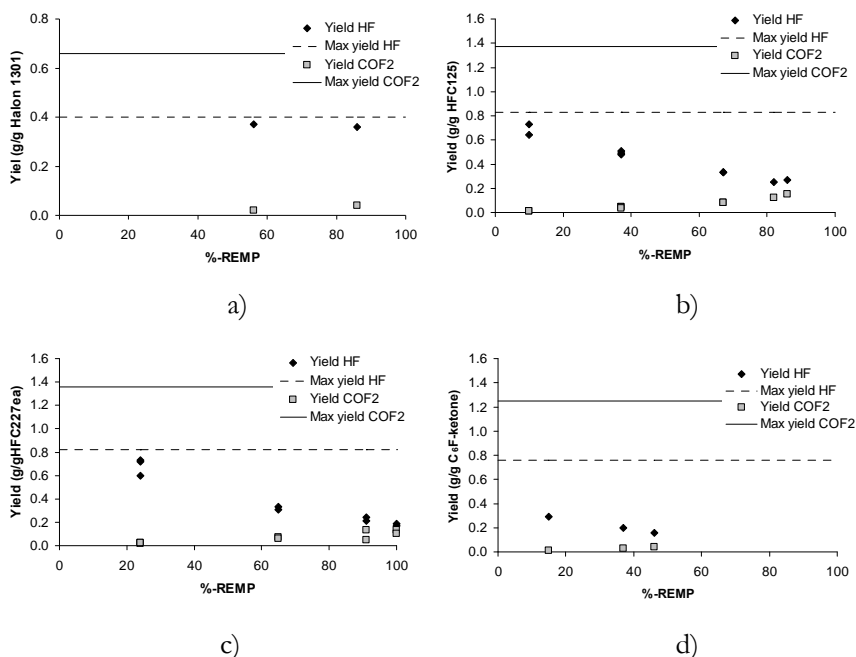 Yiel (g/g Halon 1301)
0.8
0.6
0.4
0.2
0.0
0 20 40 60 80 100
%-REMP
Yield HF
Max yield HF
Yield COF2
Max yield COF2
a)
Yield (g/g HFC125)
1.6
1.4
1.2
1.0
0.8
0.6
0.4
0.2
0.0
0 20 40 60 80 100
%-REMP
Yield HF
Max yield HF
Yield COF2
Max yield COF2
b)
Yield (g/gHFC227ea)
1.6
1.4
1.2
1.0
0.8
0.6
0.4
0.2
0.0
0 20 40 60 80 100
%-REMP
Yield HF
Max yield HF
Yield COF2
Max yield COF2
c)
Yield (g/g C₆F-ketone)
1.6
1.4
1.2
1.0
0.8
0.6
0.4
0.2
0.0
0 20 40 60 80 100
%-REMP
Yield HF
Max yield HF
Yield COF2
Max yield COF2
d)